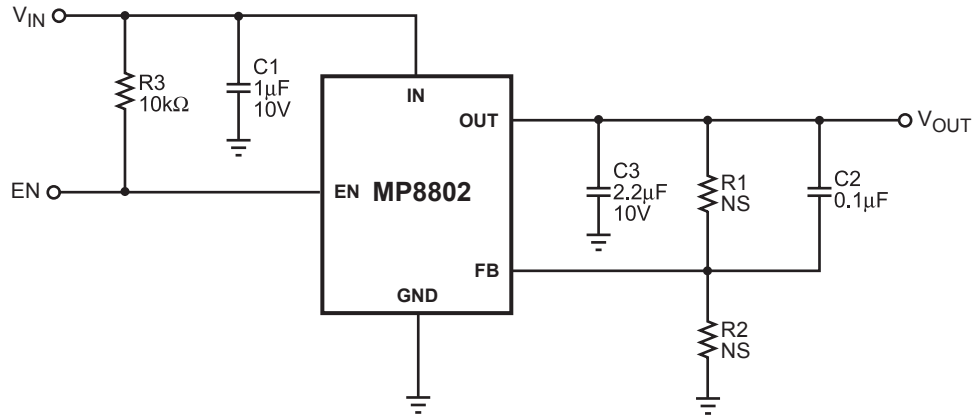 VIN
R3
10kΩ
C1
1µF
10V
IN
OUT
VOUT
EN
EN
MP8802
C3
2.2µF
10V
R1
NS
C2
0.1µF
FB
GND
R2
NS